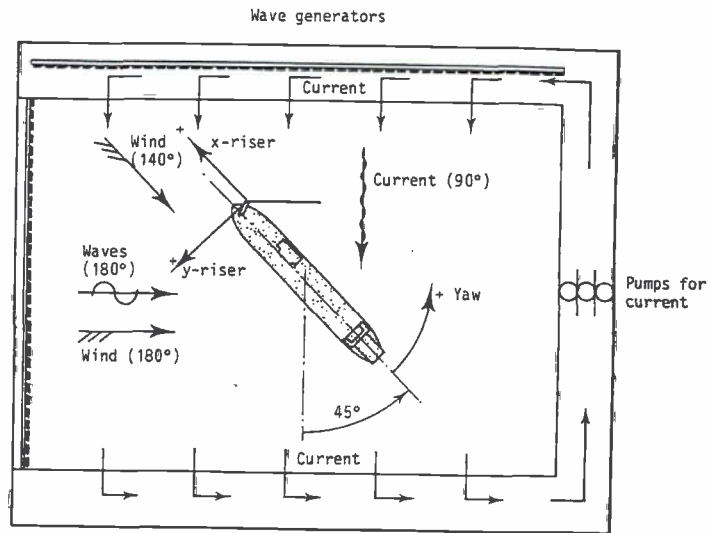 Wave generators
Current
+
x-riser
Wind
(140°)
Current (90°)
Waves
(180°)
+
y-riser
+ Yaw
Pumps for
current
Wind (180°)
45°
Current